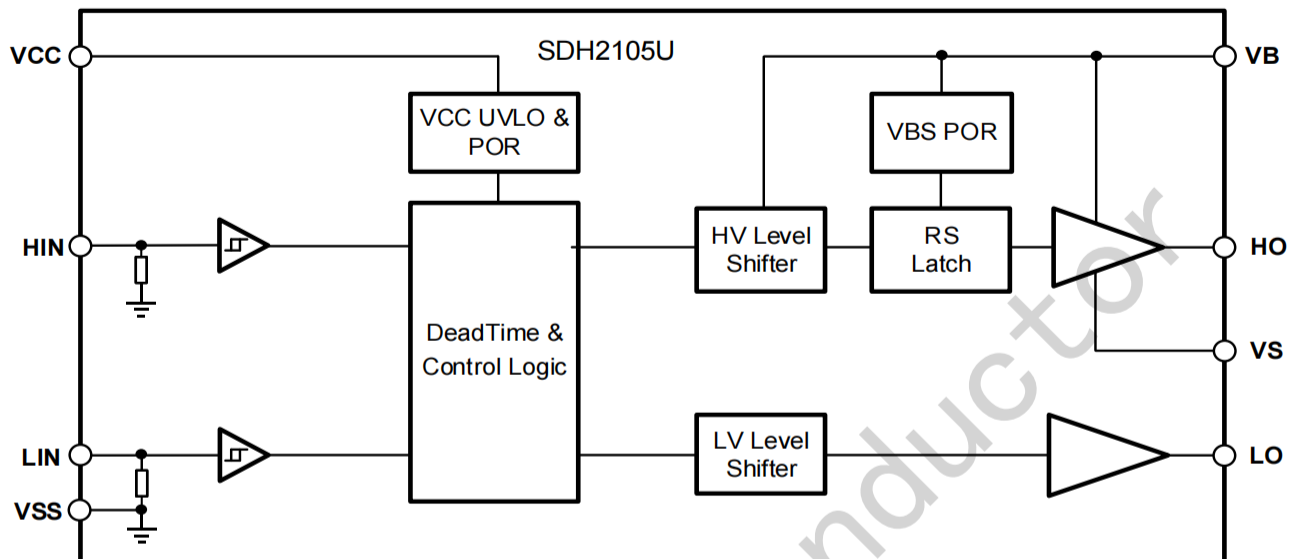 SDH2105U
VCC
VB
VCC UVLO &
POR
VBS POR
HIN
HV Level
Shifter
RS
Latch
HO
DeadTime &
Control Logic
VS
LIN
LV Level
Shifter
LO
VSS
nductor